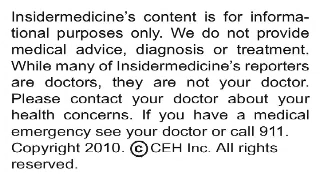 Insidermedicine's content is for informa-
tional purposes only. We do not provide
medical advice, diagnosis or treatment.
While many of Insidermedicine's reporters
are doctors, they are not your doctor.
Please contact your doctor about your
health concerns. If you have a medical
emergency see your doctor or call 911.
Copyright 2010. © CEH Inc. All rights
reserved.